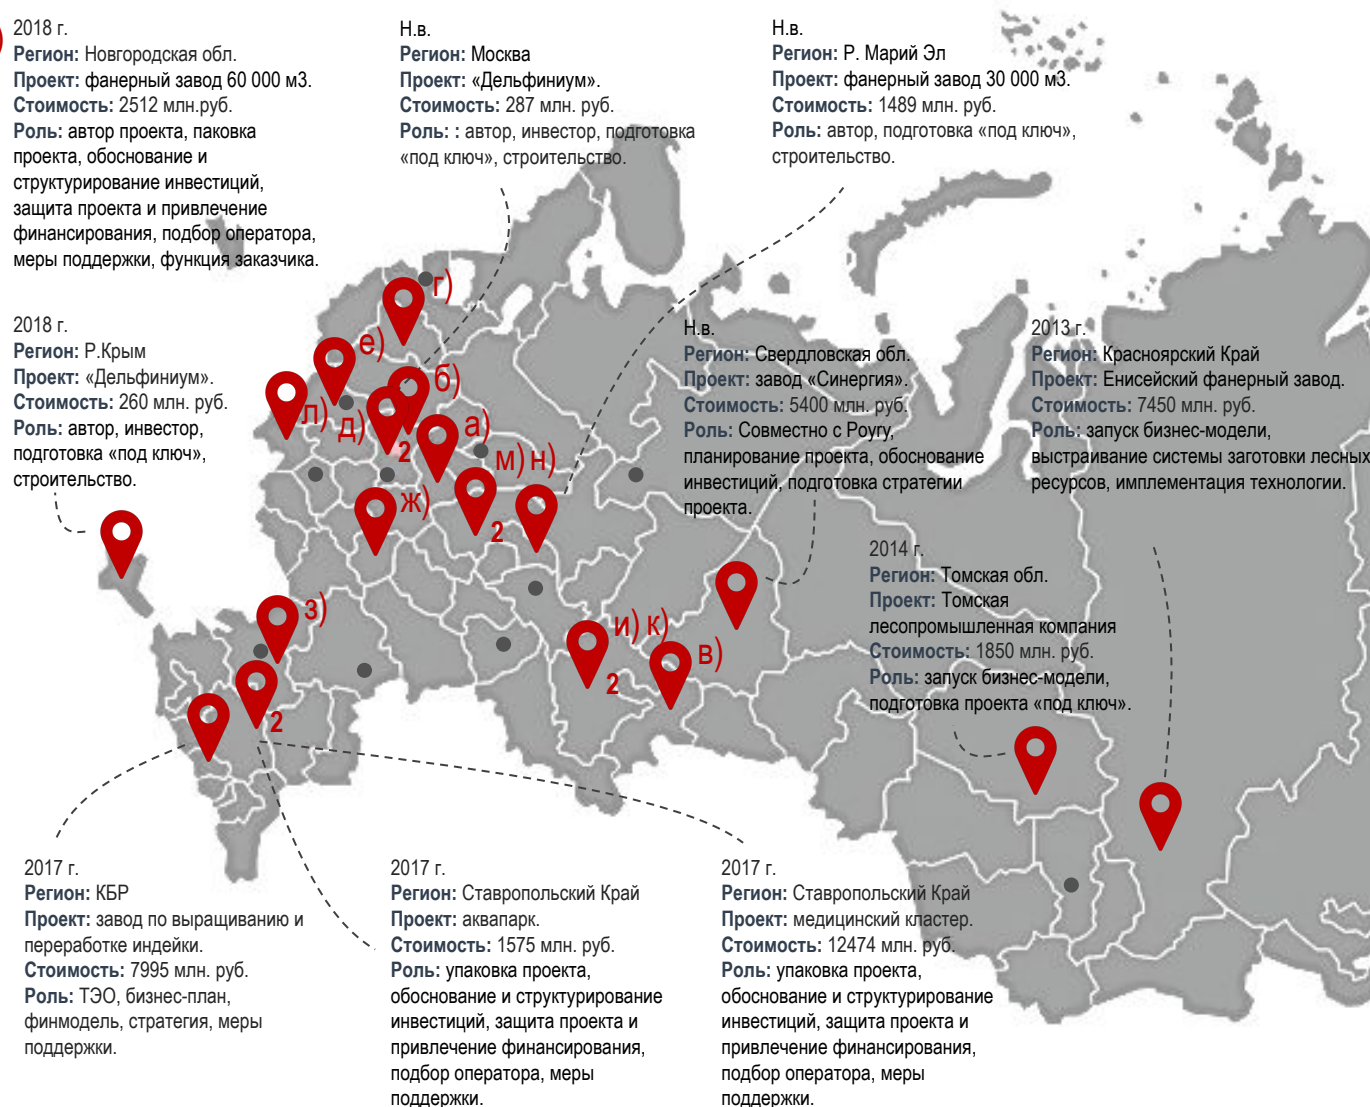 2018 г.
Регион: Новгородская обл.
Проект: фанерный завод 60 000 м3.
Стоимость: 2512 млн.руб.
Роль: автор проекта, паковка
проекта, обоснование и
структурирование инвестиций,
защита проекта и привлечение
финансирования, подбор оператора,
меры поддержки, функция заказчика.
Н.в.
Регион: Москва
Проект: «Дельфиниум».
Стоимость: 287 млн. руб.
Роль: : автор, инвестор, подготовка
«под ключ», строительство.
Н.в.
Регион: Р. Марий Эл
Проект: фанерный завод 30 000 м3.
Стоимость: 1489 млн. руб.
Роль: автор, подготовка «под ключ»,
строительство.
2018 г.
Регион: Р.Крым
Проект: «Дельфиниум».
Стоимость: 260 млн. руб.
Роль: автор, инвестор,
подготовка «под ключ»,
строительство.
Н.в.
Регион: Свердловская обл.
Проект: завод «Синергия».
Стоимость: 5400 млн. руб.
Роль: Совместно с Роугу,
планирование проекта, обоснование
инвестиций, подготовка стратегии
проекта.
2013 г.
Регион: Красноярский Край
Проект: Енисейский фанерный завод.
Стоимость: 7450 млн. руб.
Роль: запуск бизнес-модели,
выстраивание системы заготовки лесных
ресурсов, имплементация технологии.
2014 г.
Регион: Томская обл.
Проект: Томская
лесопромышленная компания
Стоимость: 1850 млн. руб.
Роль: запуск бизнес-модели,
подготовка проекта «под ключ».
г)
е)
б)
л)
д)
2
а)
м) н)
2
ж)
з)
2
и) к)
2
в)
2017 г.
Регион: КБР
Проект: завод по выращиванию и
переработке индейки.
Стоимость: 7995 млн. руб.
Роль: ТЭО, бизнес-план,
финмодель, стратегия, меры
поддержки.
2017 г.
Регион: Ставропольский Край
Проект: аквапарк.
Стоимость: 1575 млн. руб.
Роль: упаковка проекта,
обоснование и структурирование
инвестиций, защита проекта и
привлечение финансирования,
подбор оператора, меры
поддержки.
2017 г.
Регион: Ставропольский Край
Проект: медицинский кластер.
Стоимость: 12474 млн. руб.
Роль: упаковка проекта,
обоснование и структурирование
инвестиций, защита проекта и
привлечение финансирования,
подбор оператора, меры
поддержки.